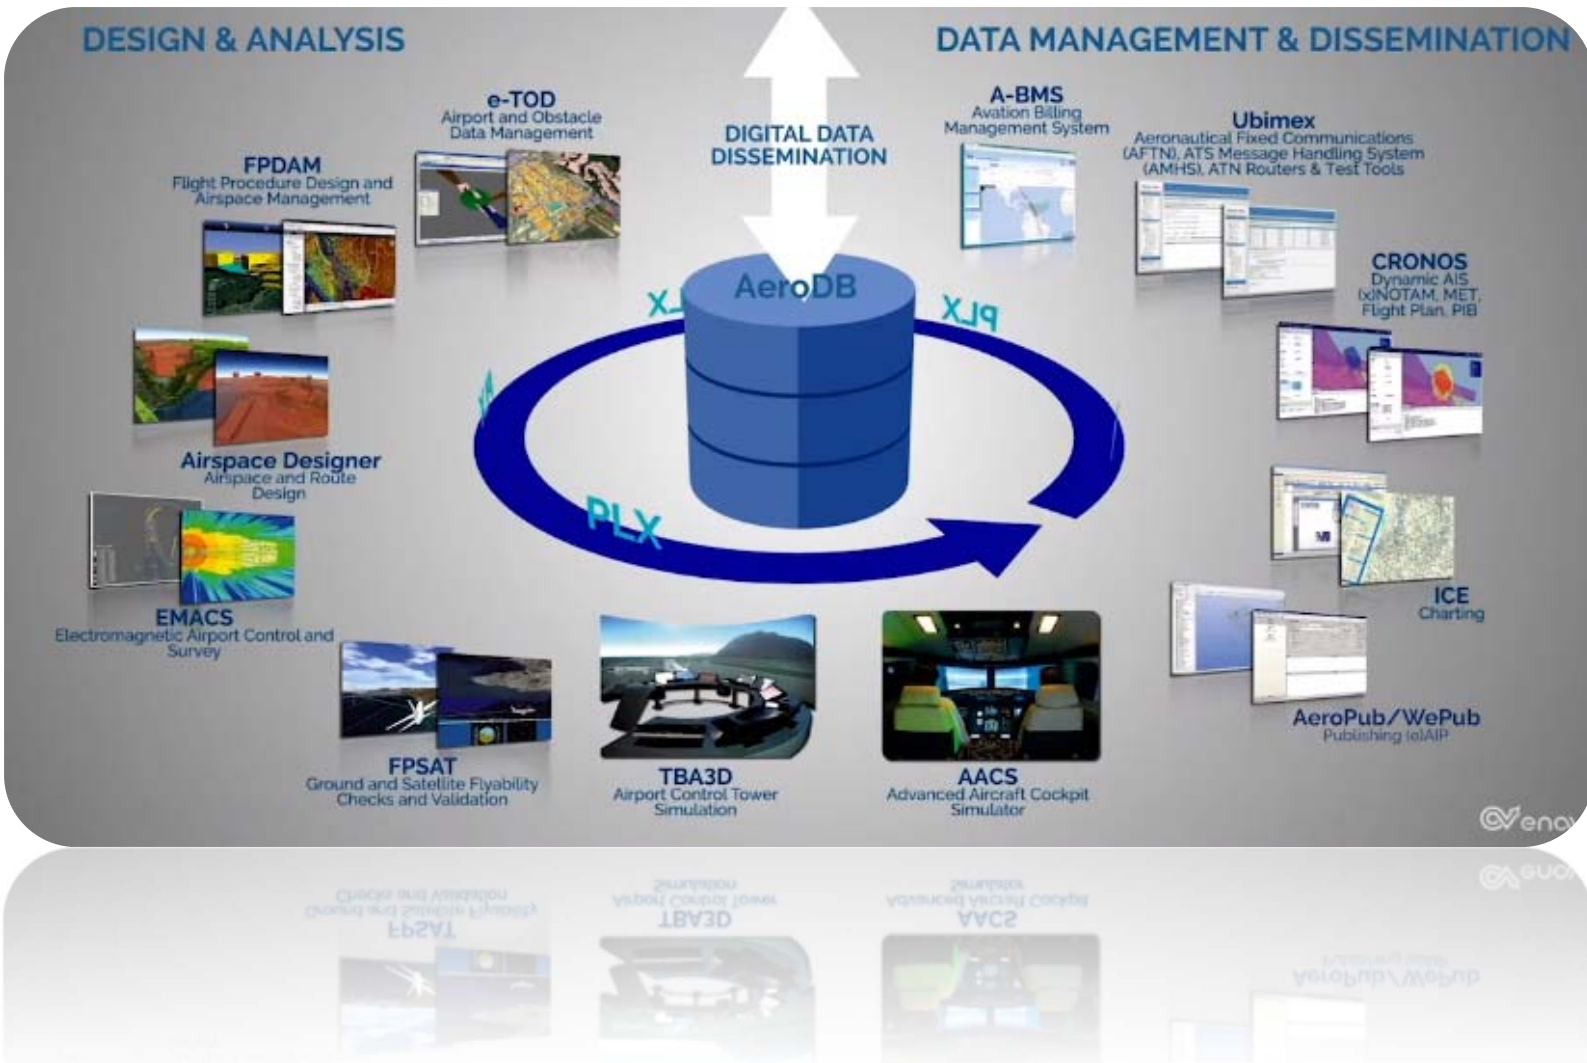 DESIGN & ANALYSIS
DATA MANAGEMENT & DISSEMINATION
e-TOD
Airport and Obstacle
Data Management
FPDAM
Flight Procedure Design and
Airspace Management
Airspace Designer
Airspace and Route
Design
EMACS
Electromagnetic Airport Control and
Survey
FPSAT
Ground and Satellite Flyability
Checks and Validation
TBA3D
Airport Control Tower
Simulation
AACS
Advanced Aircraft Cockpit
Simulator
DIGITAL DATA
DISSEMINATION
AeroDB
PLX
PLX
A-BMS
Avation Billing
Management System
Ubimex
Aeronautical Fixed Communications
(AFTN), ATS Message Handling System
(AMHS), ATN Routers & Test Tools
CRONOS
Dynamic AIS
(x)NOTAM, MET,
Flight Plan, PIB
ICE
Charting
AeroPub/WePub
Publishing (e)AIP
enav